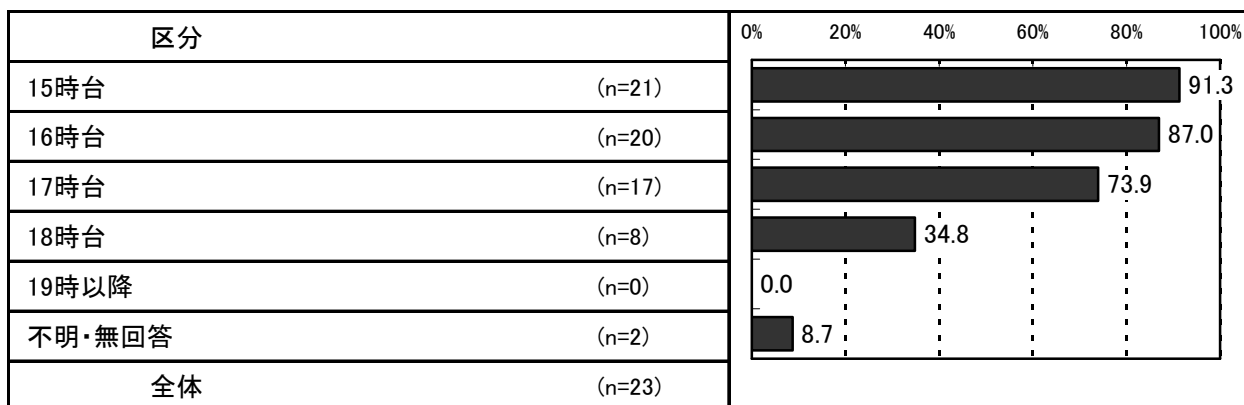 区分 0% 20% 40% 60% 80% 100%
15時台 (n=21) 91.3
16時台 (n=20) 87.0
17時台 (n=17) 73.9
18時台 (n=8) 34.8
19時以降 (n=0) 0.0
不明・無回答 (n=2) 8.7
全体 (n=23)